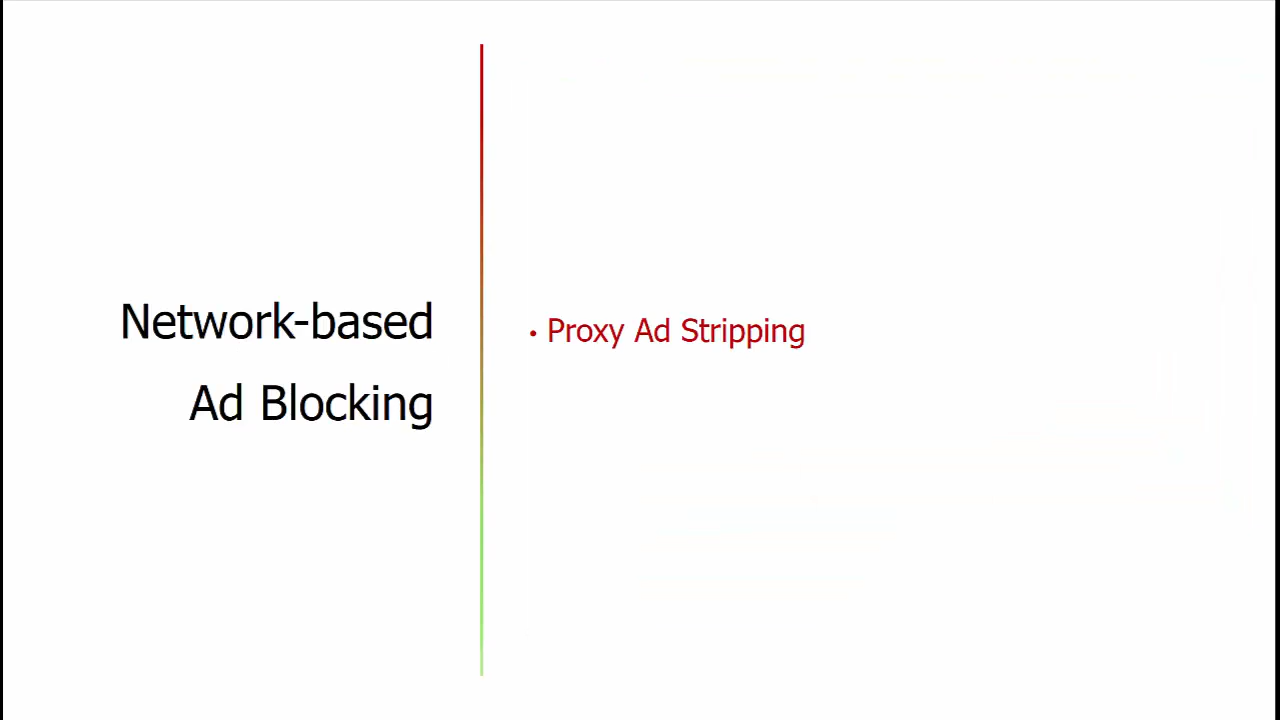 Network-based
Ad Blocking
• Proxy Ad Stripping